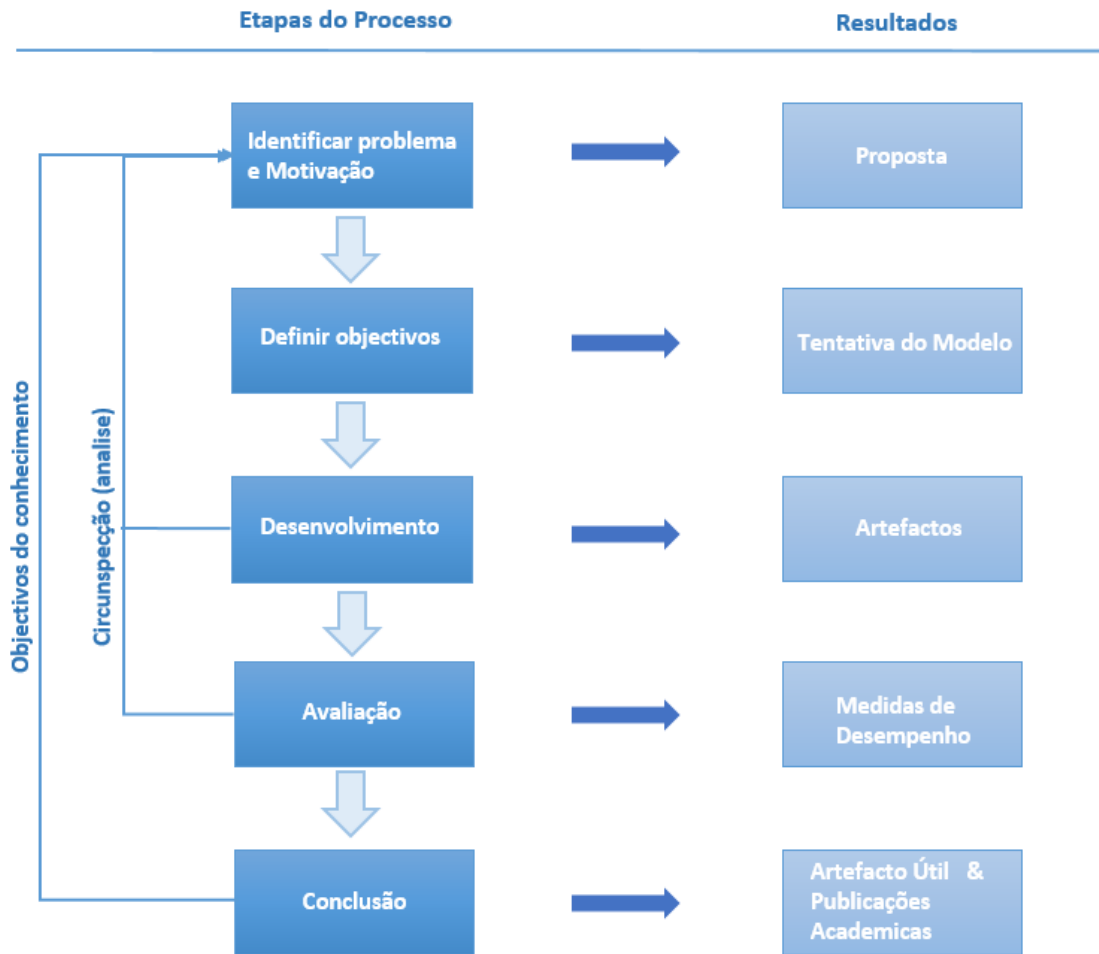 Etapas do Processo
Resultados
Identificar problema
e Motivação
Proposta
Definir objectivos
Tentativa do Modelo
Desenvolvimento
Artefactos
Avaliação
Medidas de
Desempenho
Conclusão
Artefacto Útil &
Publicações
Academicas
Objectivos do conhecimento
Circunspecção (analise)